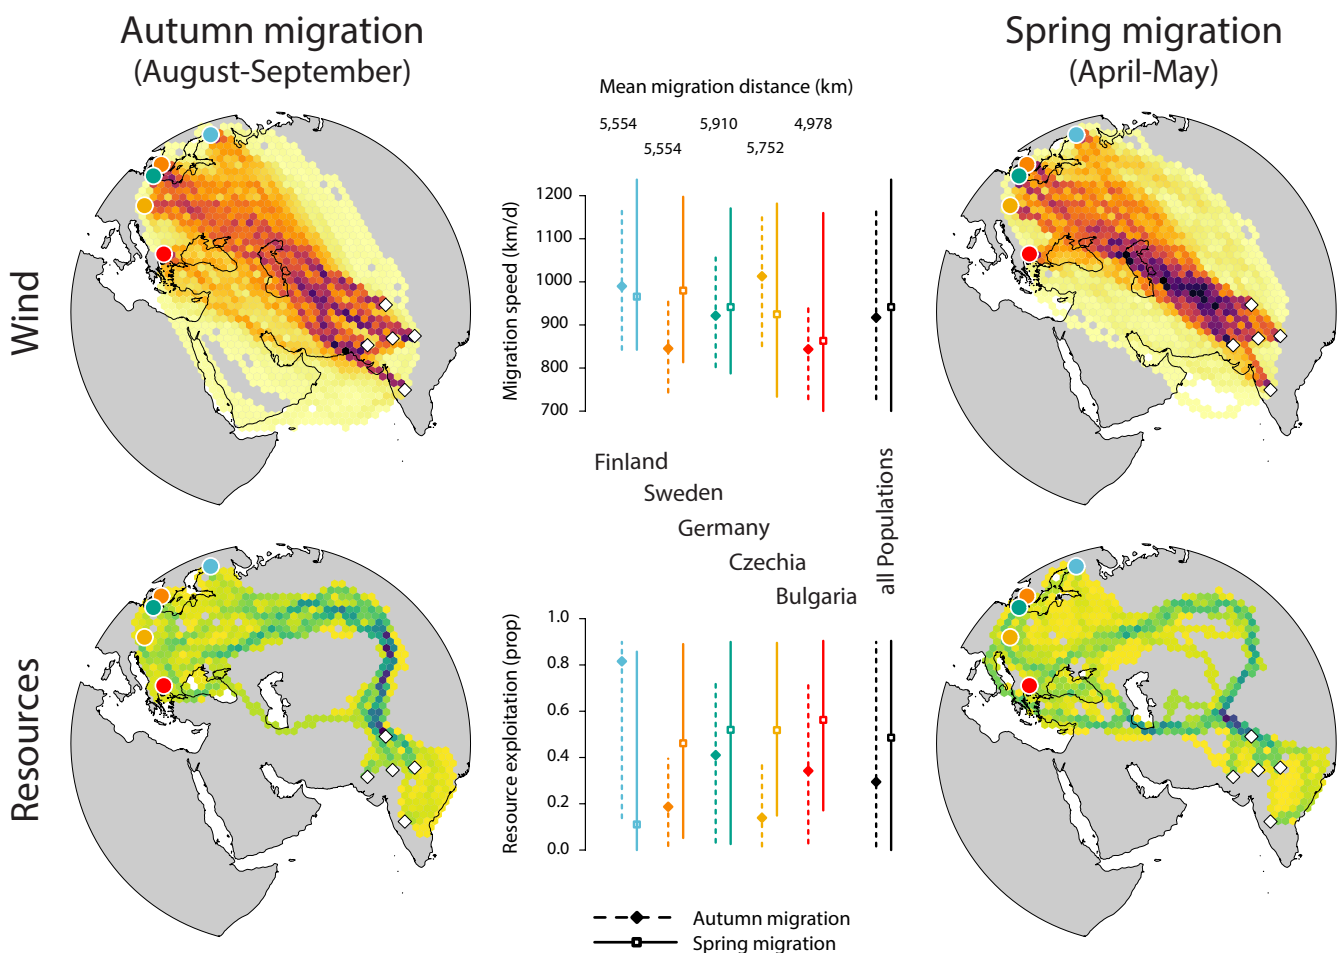 Autumn migration
(August-September)
Spring migration
(April-May)
Mean migration distance (km)
5,554
5,910
4,978
5,554
5,752
Wind
Migration speed (km/d)
1200
1100
1000
900
800
700
Finland
Sweden
Germany
Czechia
Bulgaria
all Populations
Resources
Resource exploitation (prop)
1.0
0.8
0.6
0.4
0.2
0.0
Autumn migration
Spring migration